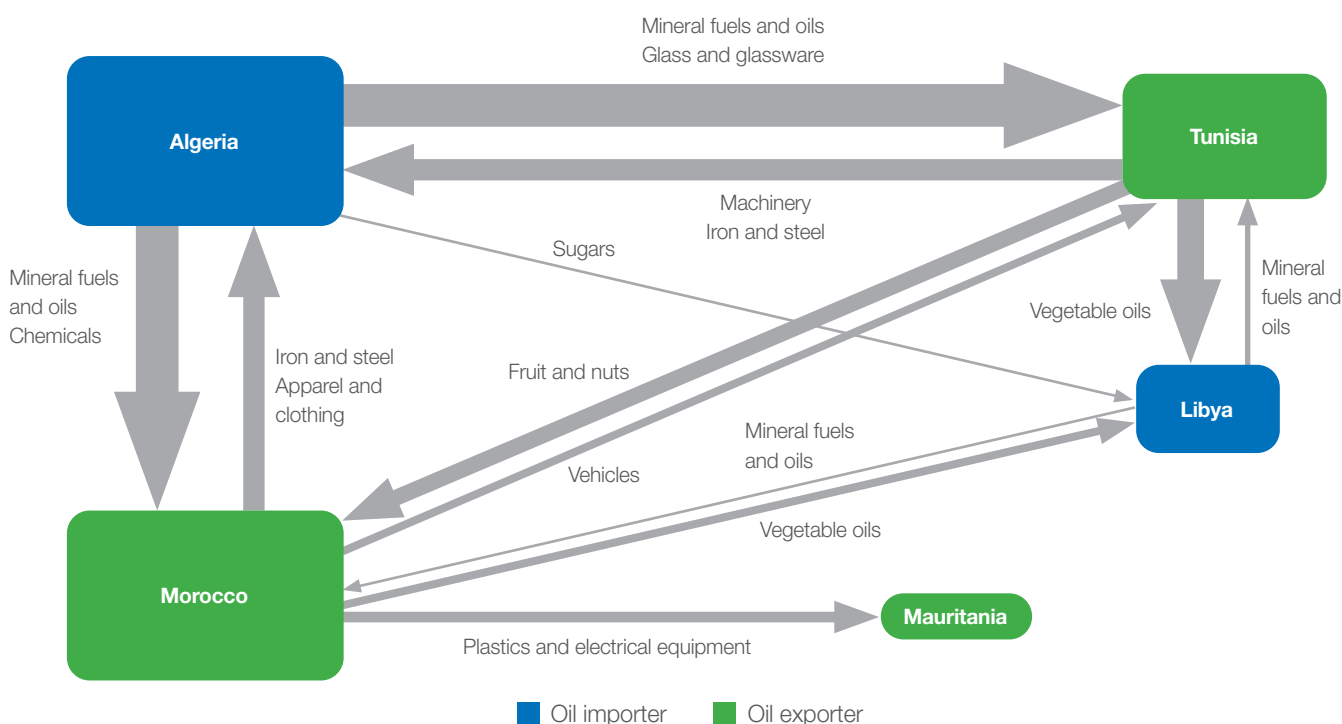 Mineral fuels and oils
Glass and glassware
Algeria
Tunisia
Machinery
Iron and steel
Sugars
Mineral fuels
and oils
Chemicals
Iron and steel
Apparel and
clothing
Vegetable oils
Mineral
fuels and
oils
Fruit and nuts
Libya
Mineral fuels
and oils
Vehicles
Vegetable oils
Morocco
Mauritania
Plastics and electrical equipment
Oil importer
Oil exporter